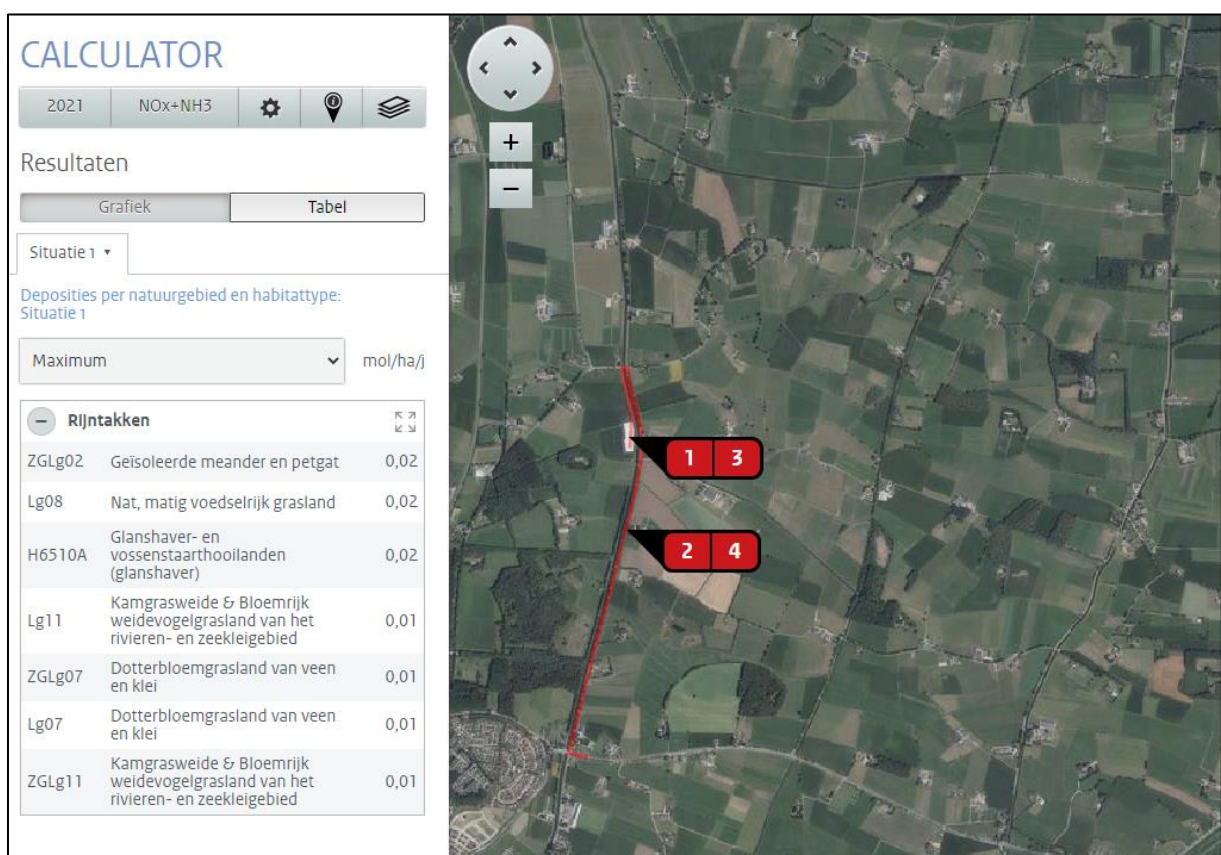 CALCULATOR
2021 NOx+NH3
Resultaten
Grafiek Tabel
Situatie 1
Deposities per natuurgebied en habitattype:
Situatie 1
Maximum mol/ha/j
Rijntakken
ZGLg02 Geïsoleerde meander en petgat 0,02
Lg08 Nat, matig voedselrijk grasland 0,02
H6510A Glanshaver- en
vossenstaarthooilanden
(glanshaver) 0,02
Lg11 Kamgrasweide & Bloemrijk
weidevogelgrasland van het
rivieren- en zeekleigebied 0,01
ZGLg07 Dotterbloemgrasland van veen
en klei 0,01
Lg07 Dotterbloemgrasland van veen
en klei 0,01
ZGLg11 Kamgrasweide & Bloemrijk
weidevogelgrasland van het
rivieren- en zeekleigebied 0,01
+
−
1 3
2 4